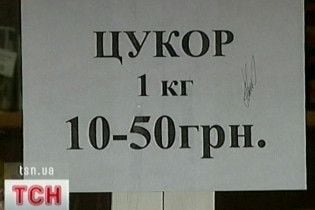 ЦУКОР
1 кг
10-50грн.
tsn.ua
ТСН